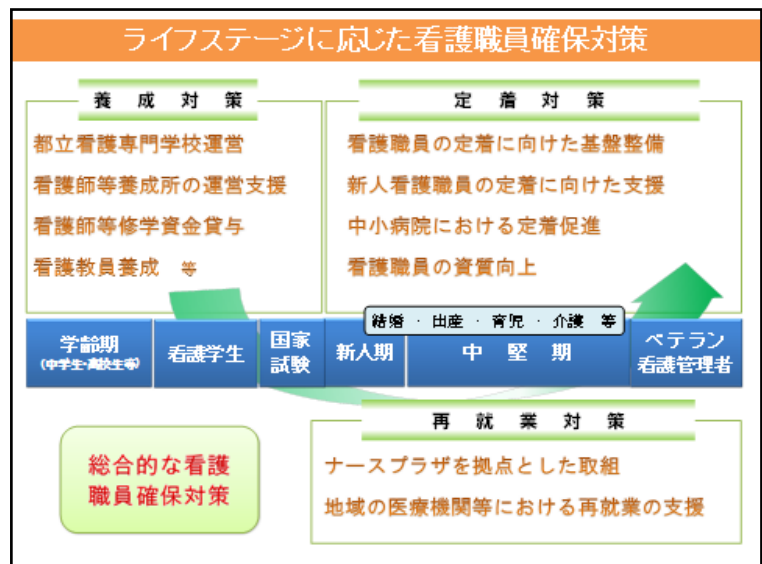 ライフステージに応じた看護職員確保対策
養成対策
都立看護専門学校運営
看護師等養成所の運営支援
看護師等修学資金貸与
看護教員養成 等
定着対策
看護職員の定着に向けた基盤整備
新人看護職員の定着に向けた支援
中小病院における定着促進
看護職員の資質向上
結婚・出産・育児・介護 等
学齢期
(中学生・高校生等)
看護学生
国家
試験
新人期
中堅期
ベテラン
看護管理者
総合的な看護
職員確保対策
再就業対策
ナースプラザを拠点とした取組
地域の医療機関等における再就業の支援